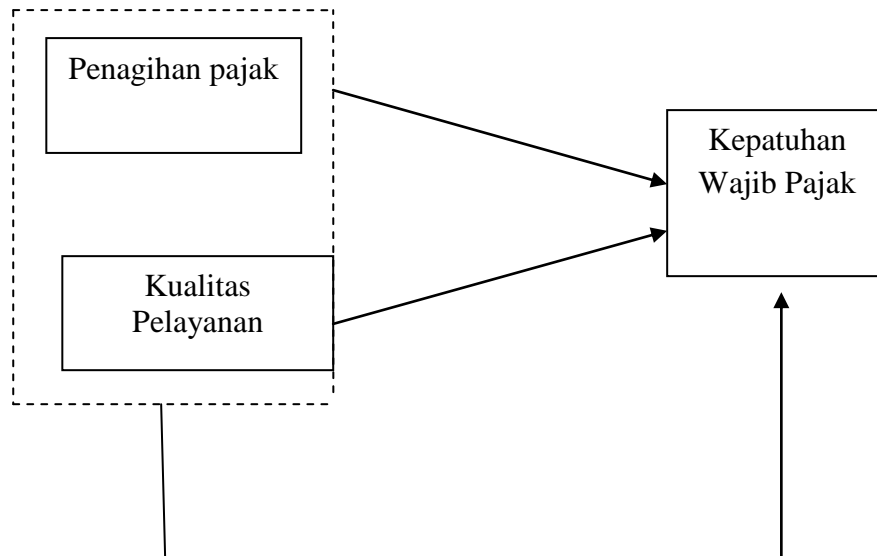 Penagihan pajak
Kepatuhan
Wajib Pajak
Kualitas
Pelayanan